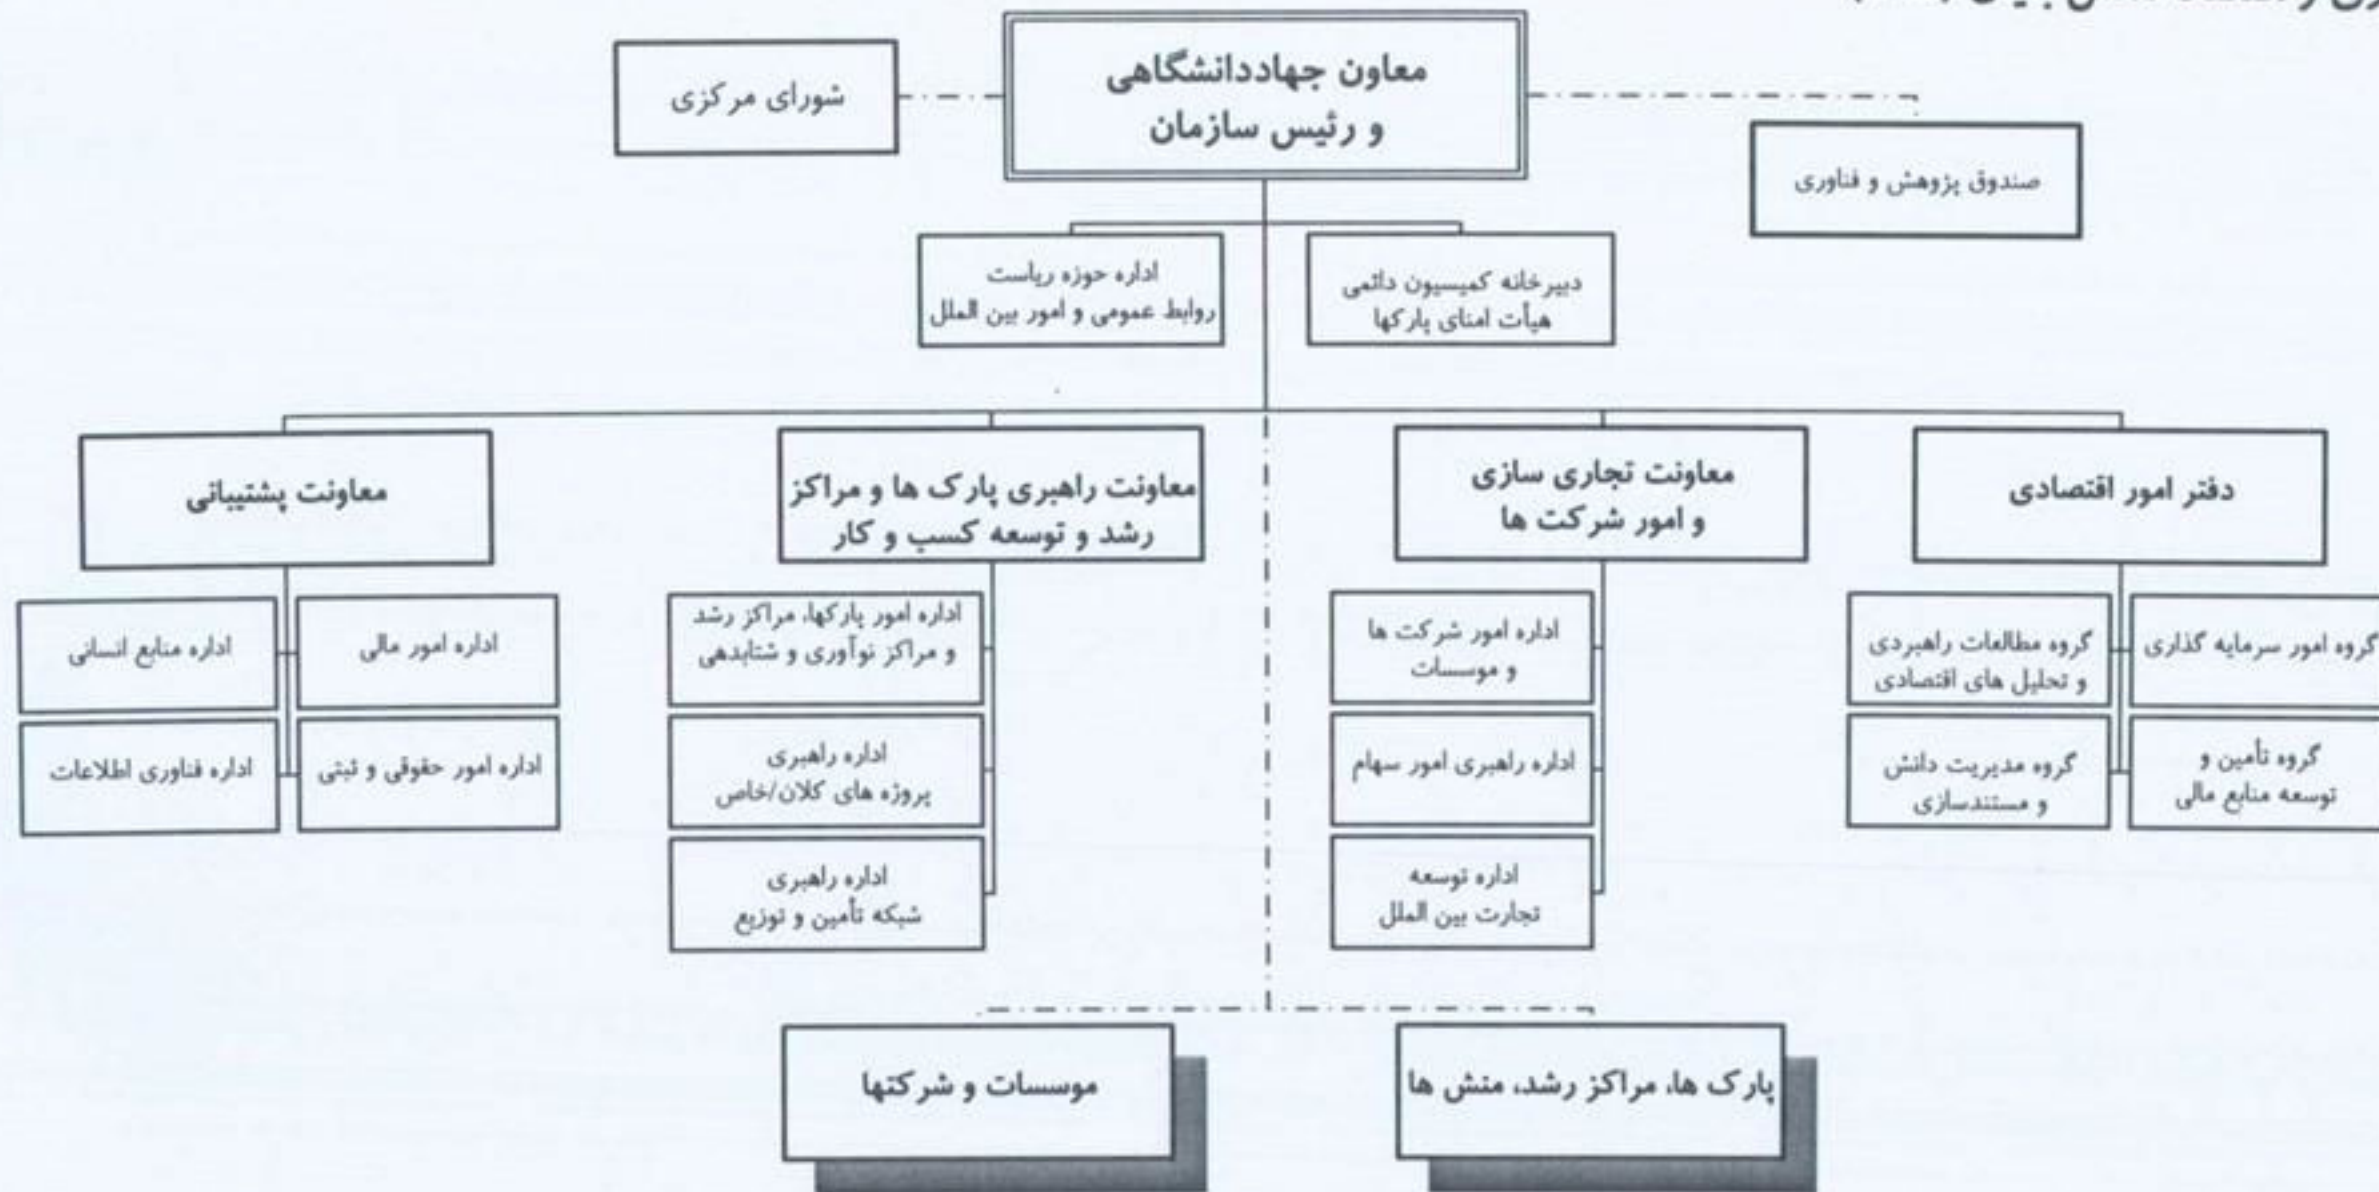 معاون جهاددانشگاهی
و رئیس سازمان
شورای مرکزی
صندوق پژوهش و فناوری
دبیرخانه کمیسیون دائمی
هیأت امنای پارکها
اداره حوزه ریاست
روابط عمومی و امور بین الملل
دفتر امور اقتصادی
معاونت تجاری سازی
و امور شرکت ها
معاونت راهبری پارک ها و مراکز
رشد و توسعه کسب و کار
معاونت پشتیبانی
گروه امور سرمایه گذاری
گروه مطالعات راهبردی
و تحلیل های اقتصادی
گروه تأمین و
توسعه منابع مالی
گروه مدیریت دانش
و مستندسازی
اداره امور شرکت ها
و موسسات
اداره راهبری امور سهام
اداره توسعه
تجارت بین الملل
اداره امور پارکها، مراکز رشد
و مراکز نوآوری و شتابدهی
اداره راهبری
پروژه های کلان/خاص
اداره راهبری
شبکه تأمین و توزیع
اداره امور مالی
اداره منابع انسانی
اداره امور حقوقی و ثبتی
اداره فناوری اطلاعات
پارک ها، مراکز رشد، منش ها
موسسات و شرکتها